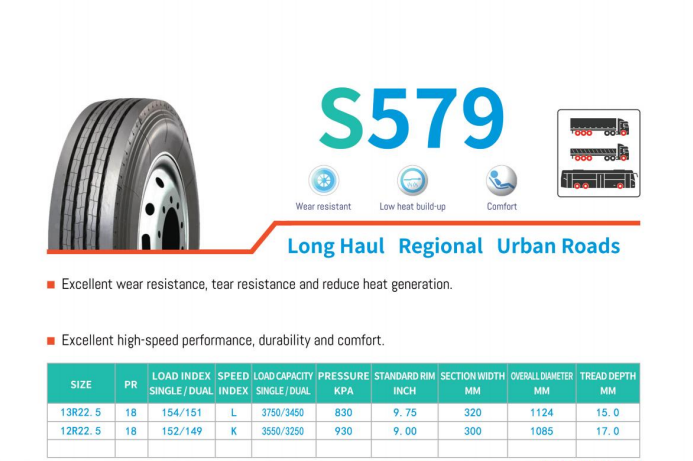 S579
Wear resistant Low heat build-up Comfort
Long Haul Regional Urban Roads
Excellent wear resistance, tear resistance and reduce heat generation.
Excellent high-speed performance, durability and comfort.
SIZE PR LOAD INDEX SINGLE / DUAL SPEED INDEX LOAD CAPACITY SINGLE / DUAL PRESSURE KPA STANDARD RIM INCH SECTION WIDTH MM OVERALL DIAMETER MM TREAD DEPTH MM
13R22.5 18 154/151 L 3750/3450 830 9.75 320 1124 15.0
12R22.5 18 152/149 K 3550/3250 930 9.00 300 1085 17.0